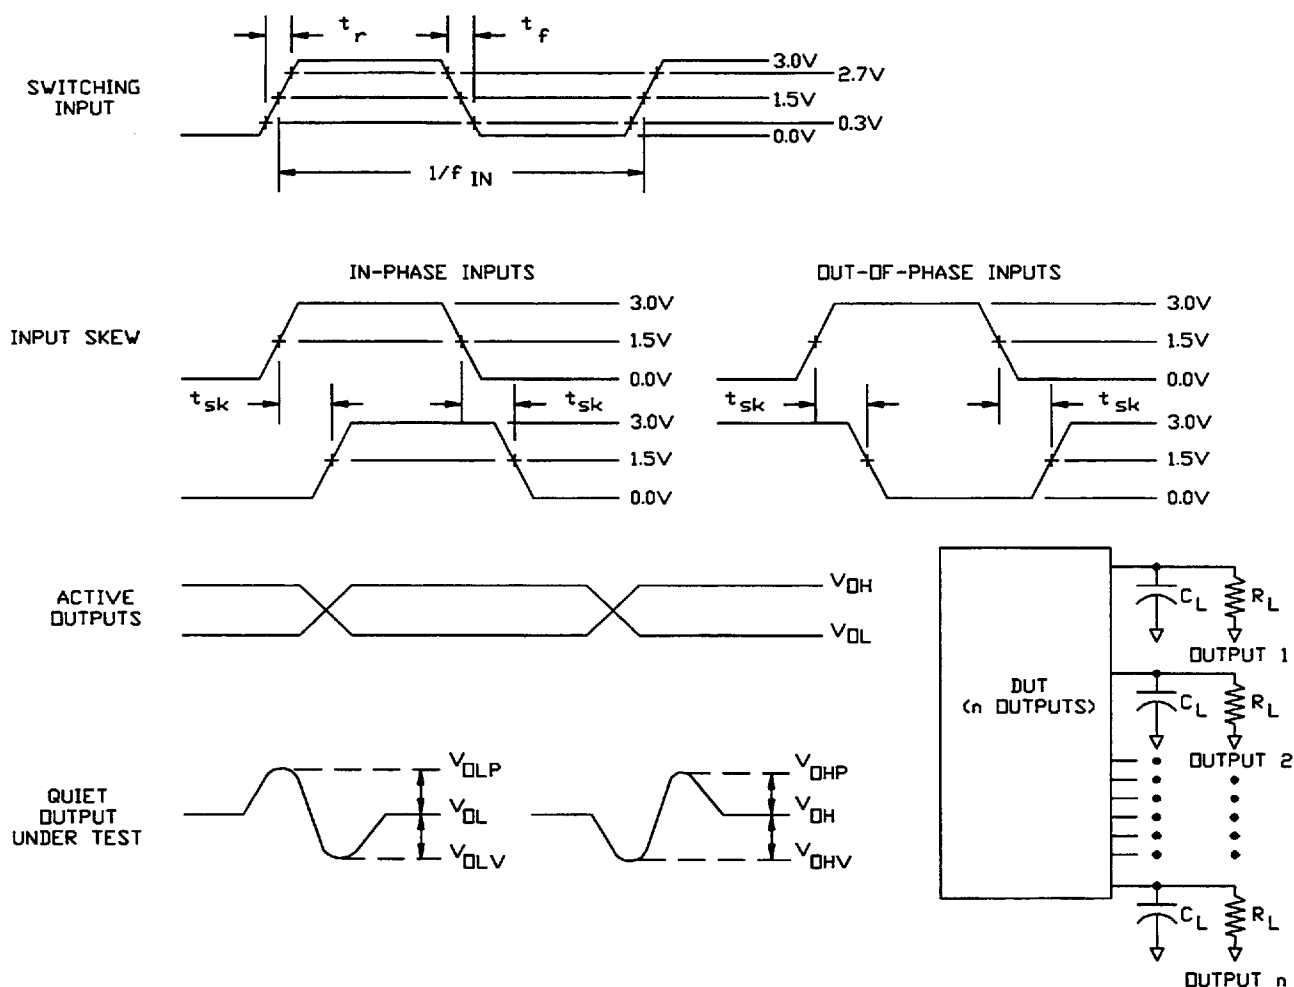 t r
t f
SWITCHING
INPUT
3.0V
2.7V
1.5V
0.3V
0.0V
1/f IN
IN-PHASE INPUTS
OUT-OF-PHASE INPUTS
INPUT SKEW
3.0V
1.5V
0.0V
3.0V
1.5V
0.0V
t sk
t sk
3.0V
1.5V
0.0V
t sk
t sk
3.0V
1.5V
0.0V
ACTIVE
OUTPUTS
V OH
V OL
C L
R L
OUTPUT 1
DUT
(n OUTPUTS)
C L
R L
OUTPUT 2
QUIET
OUTPUT
UNDER TEST
V OLP
V OL
V OLV
V OHP
V OH
V OHV
C L
R L
OUTPUT n